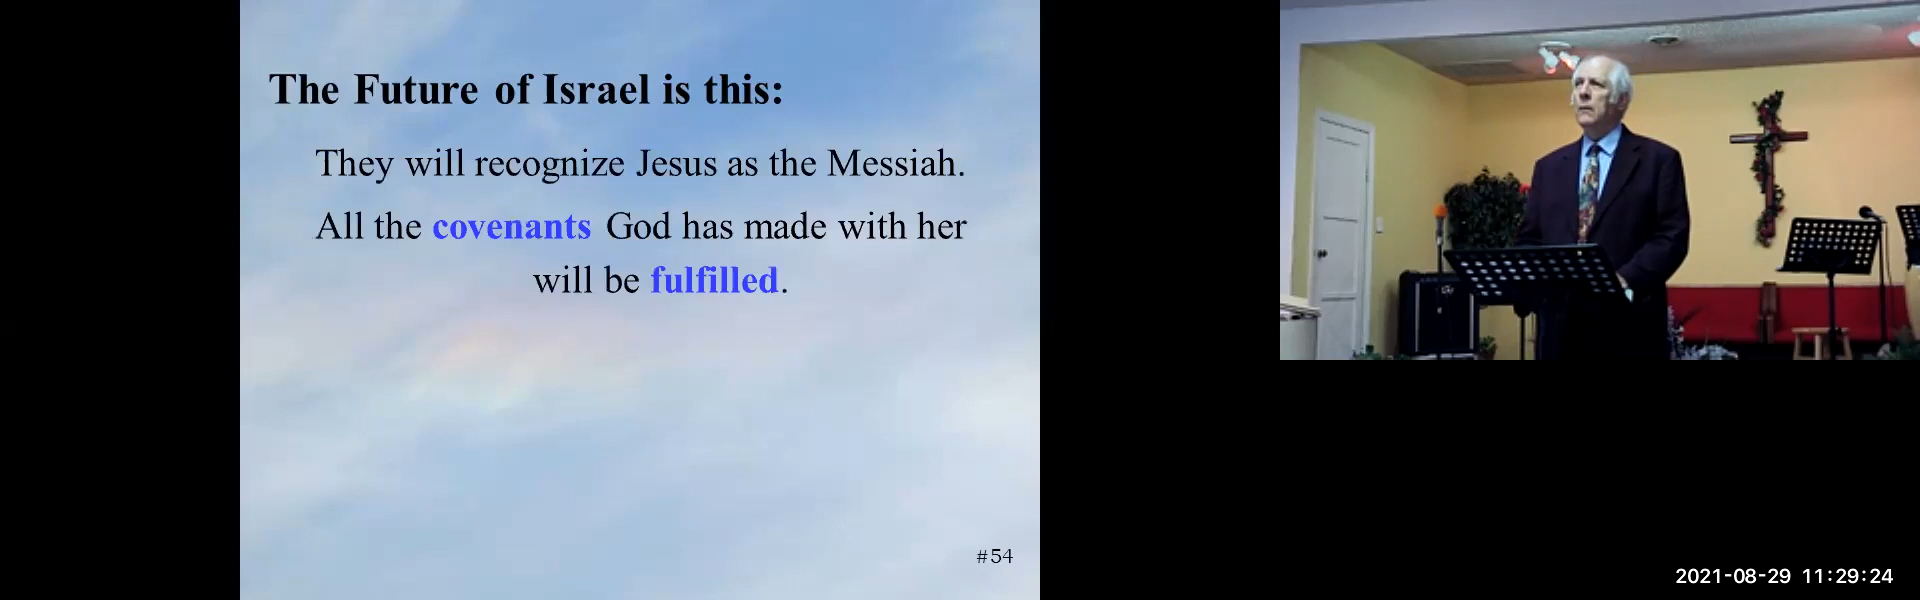 The Future of Israel is this:
They will recognize Jesus as the Messiah.
All the covenants God has made with her
will be fulfilled.
#54
2021-08-29 11:29:24